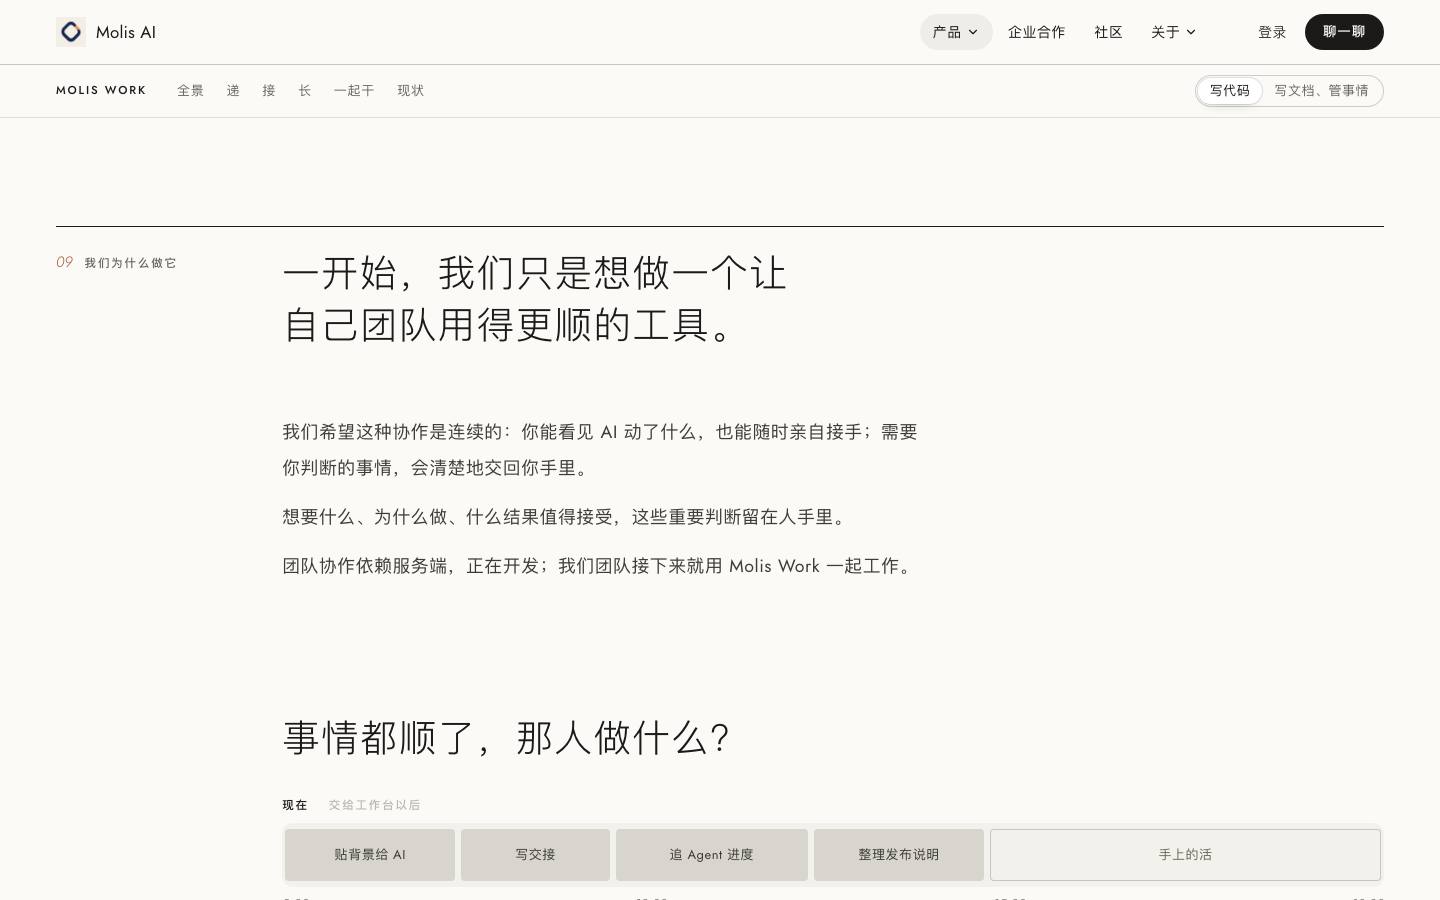 Molis AI
产品
企业合作
社区
关于
登录
聊一聊
MOLIS WORK
全景
递
接
长
一起干
现状
写代码
写文档、管事情
09 我们为什么做它
一开始，我们只是想做一个让
自己团队用得更顺的工具。
我们希望这种协作是连续的：你能看见 AI 动了什么，也能随时亲自接手；需要
你判断的事情，会清楚地交回你手里。
想要什么、为什么做、什么结果值得接受，这些重要判断留在人手里。
团队协作依赖服务端，正在开发；我们团队接下来就用 Molis Work 一起工作。
事情都顺了，那人做什么？
现在
交给工作台以后
贴背景给 AI
写交接
追 Agent 进度
整理发布说明
手上的活